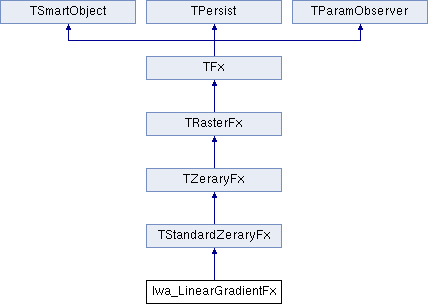 TSmartObject
TPersist
TParamObserver
TFx
TRasterFx
TZeraryFx
TStandardZeraryFx
Iwa_LinearGradientFx